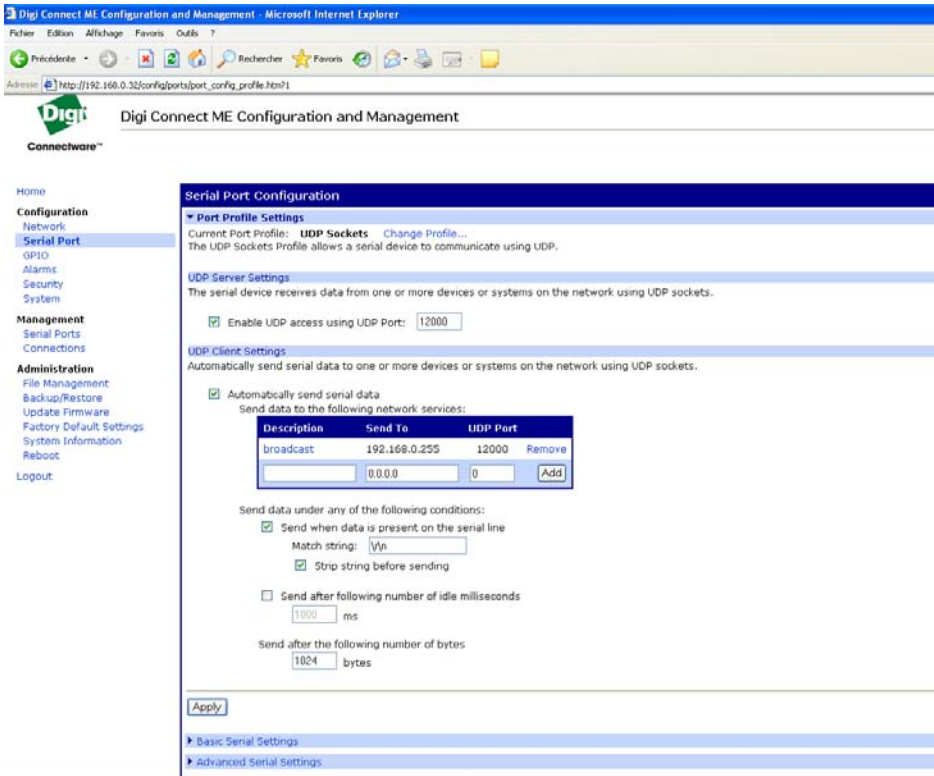 Digi Connect ME Configuration and Management - Microsoft Internet Explorer
Fichier Edition Affichage Favoris Outils ?
Précédente Rechercher Favoris
Adresse http://192.168.0.32/config/ports/port_config_profile.htm?1
Digi
Connectware™
Digi Connect ME Configuration and Management
Home
Configuration
Network
Serial Port
GPIO
Alarms
Security
System
Management
Serial Ports
Connections
Administration
File Management
Backup/Restore
Update Firmware
Factory Default Settings
System Information
Reboot
Logout
Serial Port Configuration
Port Profile Settings
Current Port Profile: UDP Sockets Change Profile...
The UDP Sockets Profile allows a serial device to communicate using UDP.
UDP Server Settings
The serial device receives data from one or more devices or systems on the network using UDP sockets.
Enable UDP access using UDP Port: 12000
UDP Client Settings
Automatically send serial data to one or more devices or systems on the network using UDP sockets.
Automatically send serial data
Send data to the following network services:
Description Send To UDP Port
broadcast 192.168.0.255 12000 Remove
0.0.0.0 0 Add
Send data under any of the following conditions:
Send when data is present on the serial line
Match string: \r\n
Strip string before sending
Send after following number of idle milliseconds
1000 ms
Send after the following number of bytes
1024 bytes
Apply
Basic Serial Settings
Advanced Serial Settings